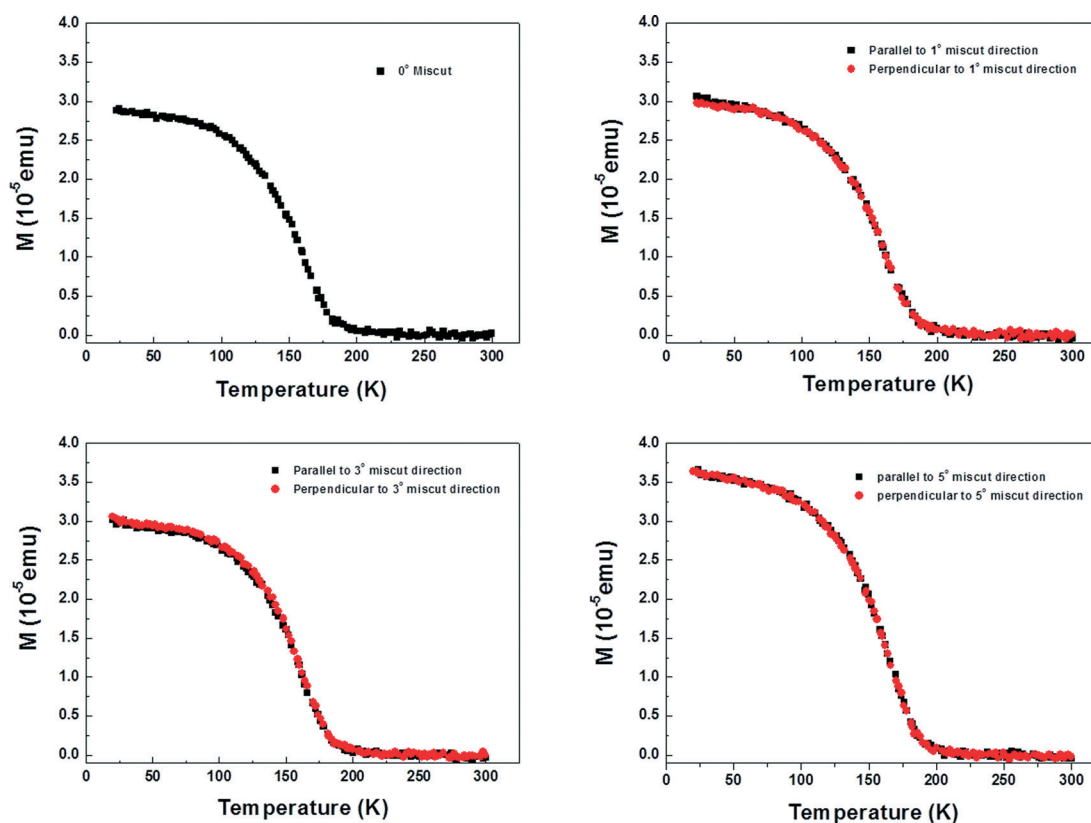 4.0
3.5
3.0
2.5
2.0
1.5
1.0
0.5
0.0
M (10⁻⁵emu)
0° Miscut
0 50 100 150 200 250 300
Temperature (K)
4.0
3.5
3.0
2.5
2.0
1.5
1.0
0.5
0.0
M (10⁻⁵emu)
Parallel to 1° miscut direction
Perpendicular to 1° miscut direction
0 50 100 150 200 250 300
Temperature (K)
4.0
3.5
3.0
2.5
2.0
1.5
1.0
0.5
0.0
M (10⁻⁵emu)
Parallel to 3° miscut direction
Perpendicular to 3° miscut direction
0 50 100 150 200 250 300
Temperature (K)
4.0
3.5
3.0
2.5
2.0
1.5
1.0
0.5
0.0
M (10⁻⁵emu)
parallel to 5° miscut direction
perpendicular to 5° miscut direction
0 50 100 150 200 250 300
Temperature (K)